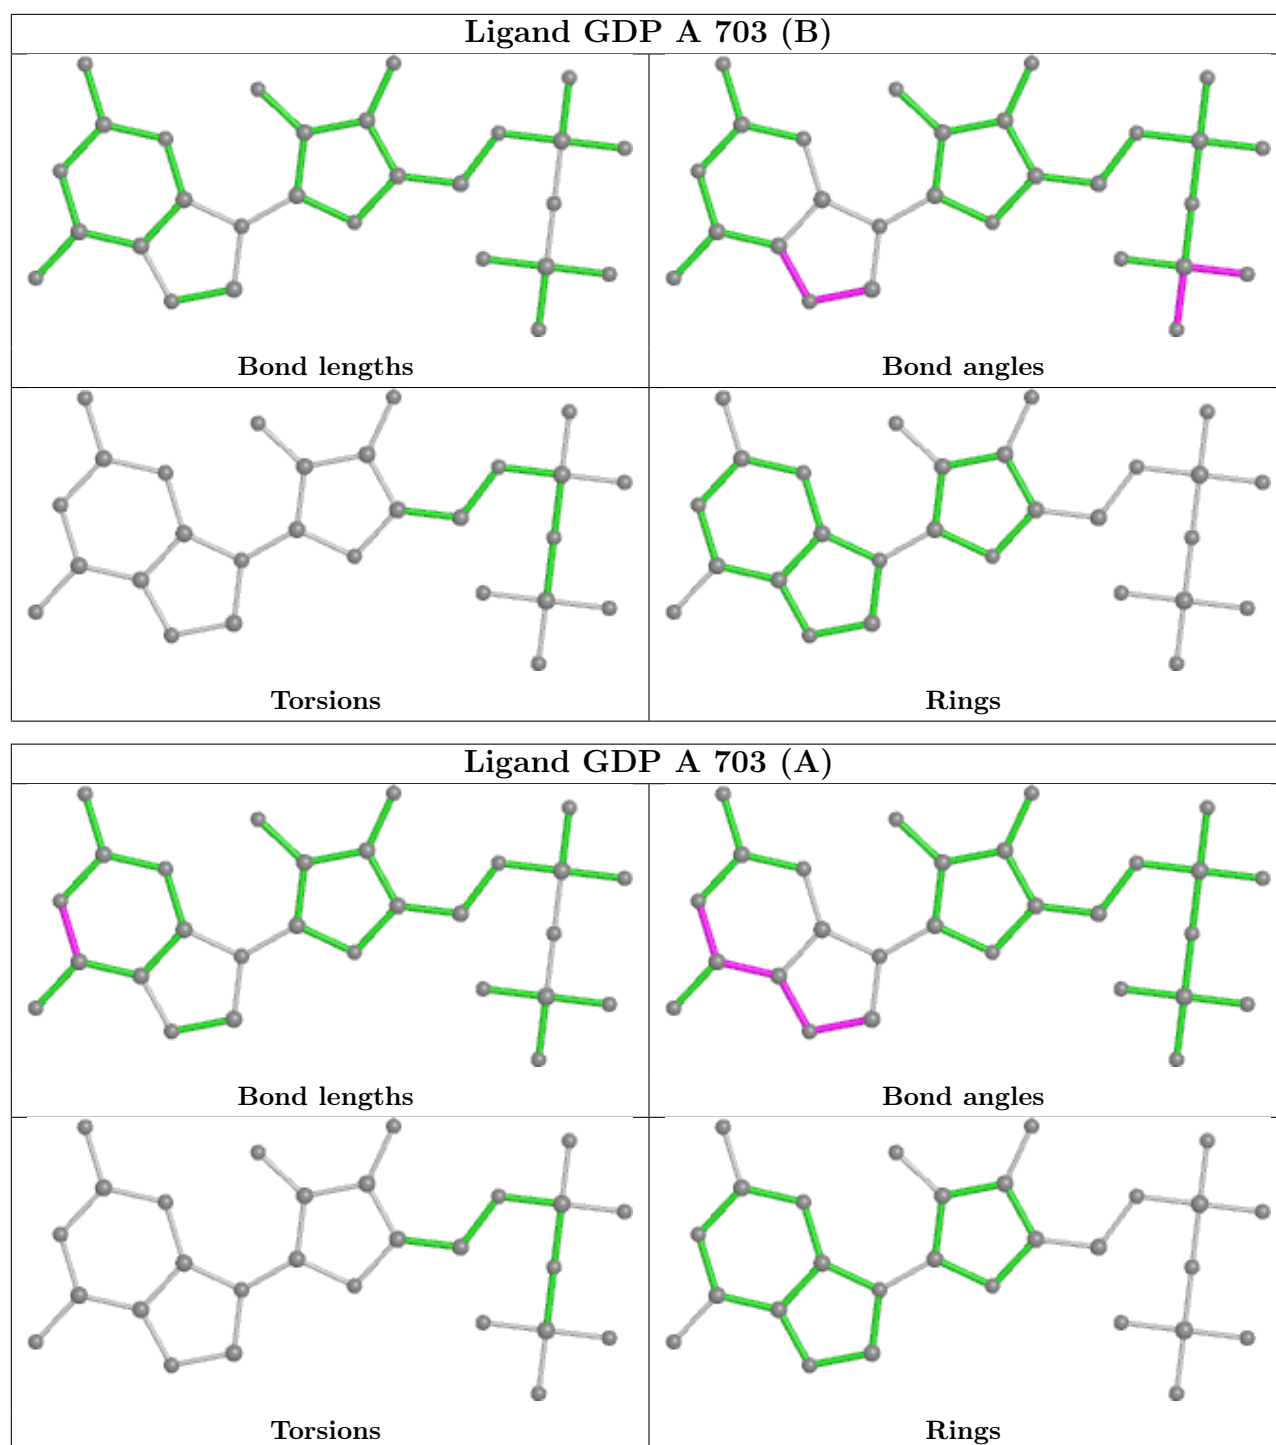 Ligand GDP A 703 (B)
Bond lengths
Bond angles
Torsions
Rings
Ligand GDP A 703 (A)
Bond lengths
Bond angles
Torsions
Rings